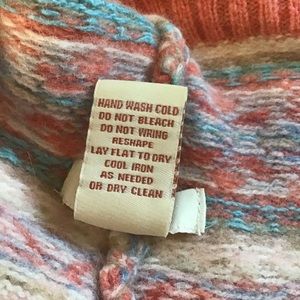 HAND WASH COLD
DO NOT BLEACH
DO NOT WRING
RESHAPE
LAY FLAT TO DRY
COOL IRON
AS NEEDED
OR DRY CLEAN